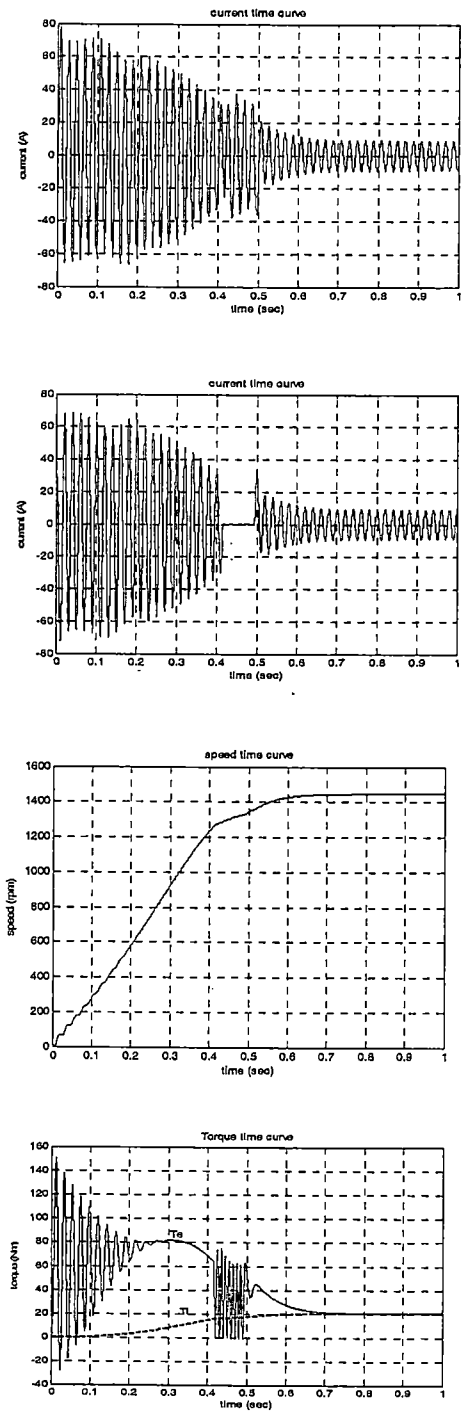 current time curve
80
60
40
20
0
-20
-40
-60
-80
current (A)
0 0.1 0.2 0.3 0.4 0.5 0.6 0.7 0.8 0.9 1
time (sec)
current time curve
80
60
40
20
0
-20
-40
-60
-80
current (A)
0 0.1 0.2 0.3 0.4 0.5 0.6 0.7 0.8 0.9 1
time (sec)
speed time curve
1600
1400
1200
1000
800
600
400
200
0
speed (rpm)
0 0.1 0.2 0.3 0.4 0.5 0.6 0.7 0.8 0.9 1
time (sec)
Torque time curve
160
140
120
100
80
60
40
20
0
-20
-40
torqu(Nm)
Te
TL
0 0.1 0.2 0.3 0.4 0.5 0.6 0.7 0.8 0.9 1
time (sec)